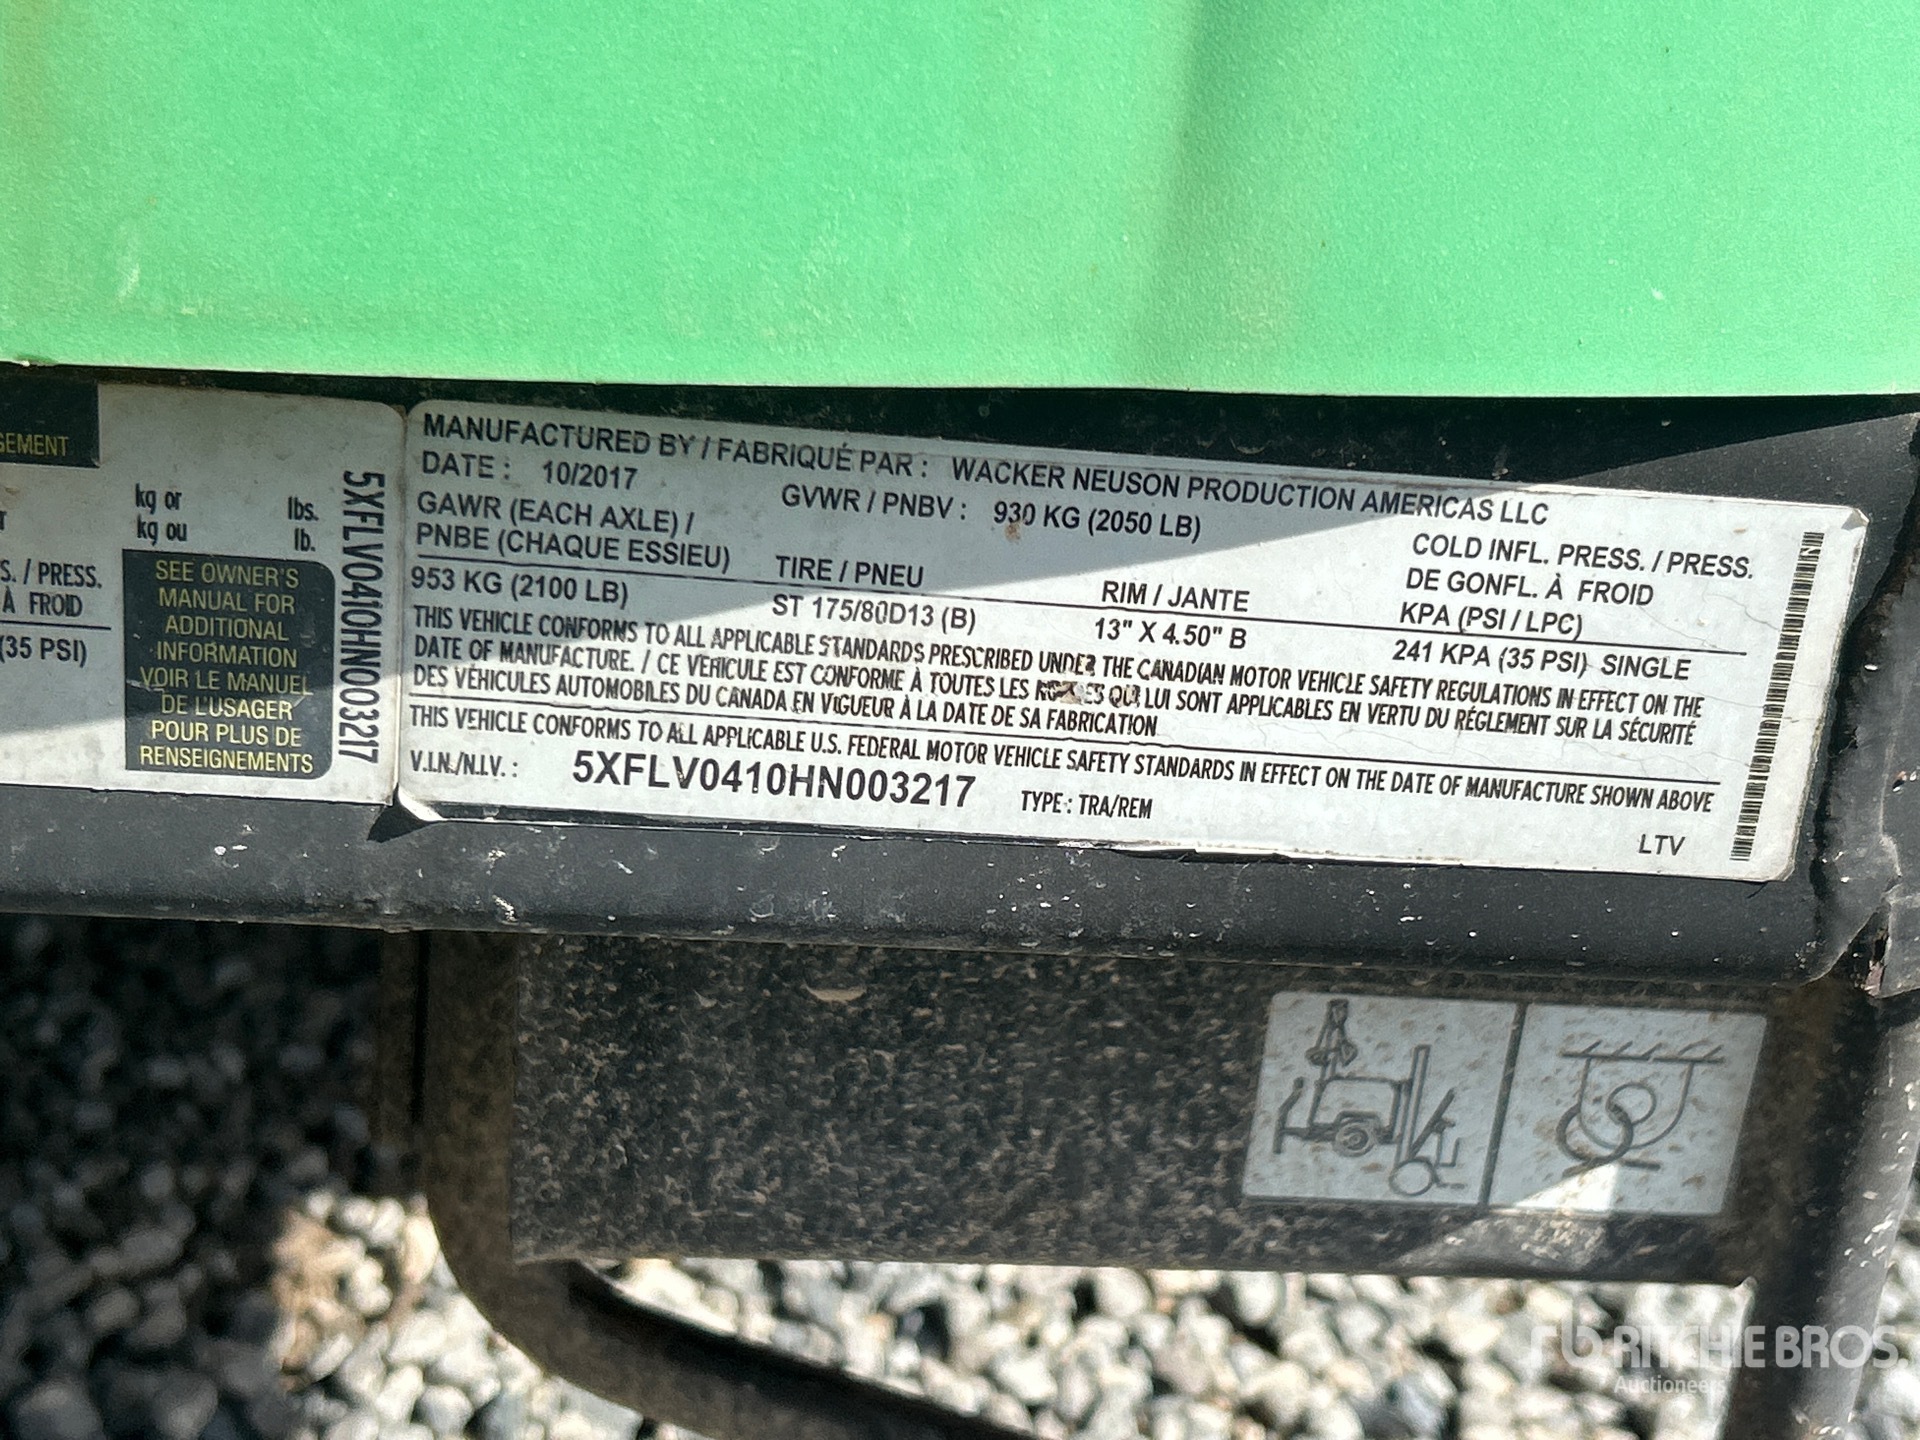 GEMENT
kg or lbs.
kg ou lb.
S. / PRESS.
À FROID
(35 PSI)
SEE OWNER'S
MANUAL FOR
ADDITIONAL
INFORMATION
VOIR LE MANUEL
DE L'USAGER
POUR PLUS DE
RENSEIGNEMENTS
5XFLV0410HN003217
MANUFACTURED BY / FABRIQUÉ PAR : WACKER NEUSON PRODUCTION AMERICAS LLC
DATE : 10/2017 GVWR / PNBV : 930 KG (2050 LB)
GAWR (EACH AXLE) /
PNBE (CHAQUE ESSIEU) TIRE / PNEU RIM / JANTE COLD INFL. PRESS. / PRESS.
DE GONFL. À FROID
KPA (PSI / LPC)
953 KG (2100 LB) ST 175/80D13 (B) 13" X 4.50" B 241 KPA (35 PSI) SINGLE
THIS VEHICLE CONFORMS TO ALL APPLICABLE STANDARDS PRESCRIBED UNDER THE CANADIAN MOTOR VEHICLE SAFETY REGULATIONS IN EFFECT ON THE
DATE OF MANUFACTURE. / CE VÉHICULE EST CONFORME À TOUTES LES NORMES QUI LUI SONT APPLICABLES EN VERTU DU RÉGLEMENT SUR LA SÉCURITÉ
DES VÉHICULES AUTOMOBILES DU CANADA EN VIGUEUR À LA DATE DE SA FABRICATION
THIS VEHICLE CONFORMS TO ALL APPLICABLE U.S. FEDERAL MOTOR VEHICLE SAFETY STANDARDS IN EFFECT ON THE DATE OF MANUFACTURE SHOWN ABOVE
V.I.N./N.I.V. : 5XFLV0410HN003217 TYPE : TRA/REM
LTV
rb RITCHIE BROS.
Auctioneers